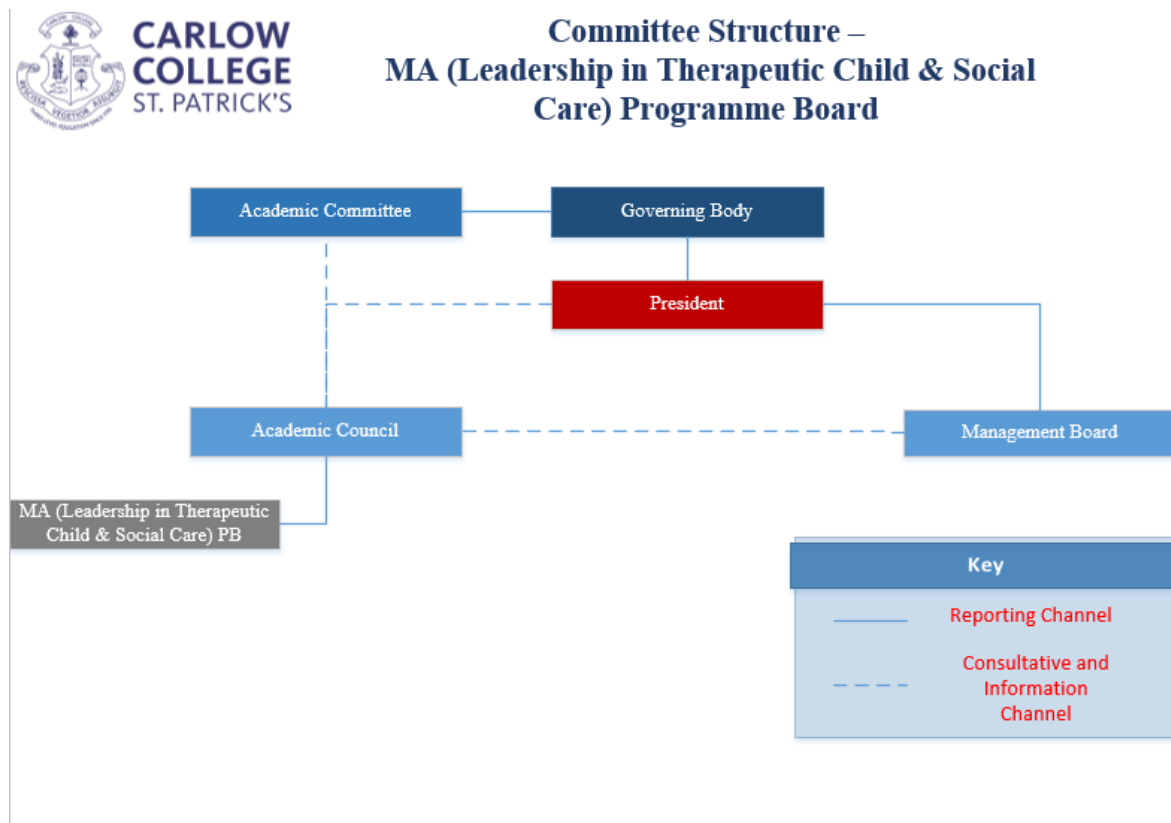 CARLOW
COLLEGE
ST. PATRICK'S
Committee Structure –
MA (Leadership in Therapeutic Child & Social
Care) Programme Board
Academic Committee
Governing Body
President
Academic Council
Management Board
MA (Leadership in Therapeutic
Child & Social Care) PB
Key
Reporting Channel
Consultative and
Information
Channel